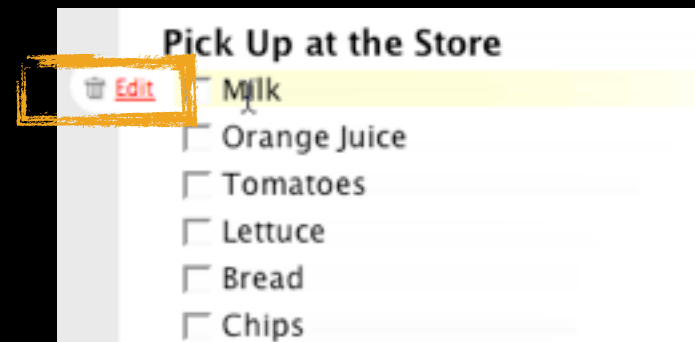 Pick Up at the Store
Edit Milk
Orange Juice
Tomatoes
Lettuce
Bread
Chips